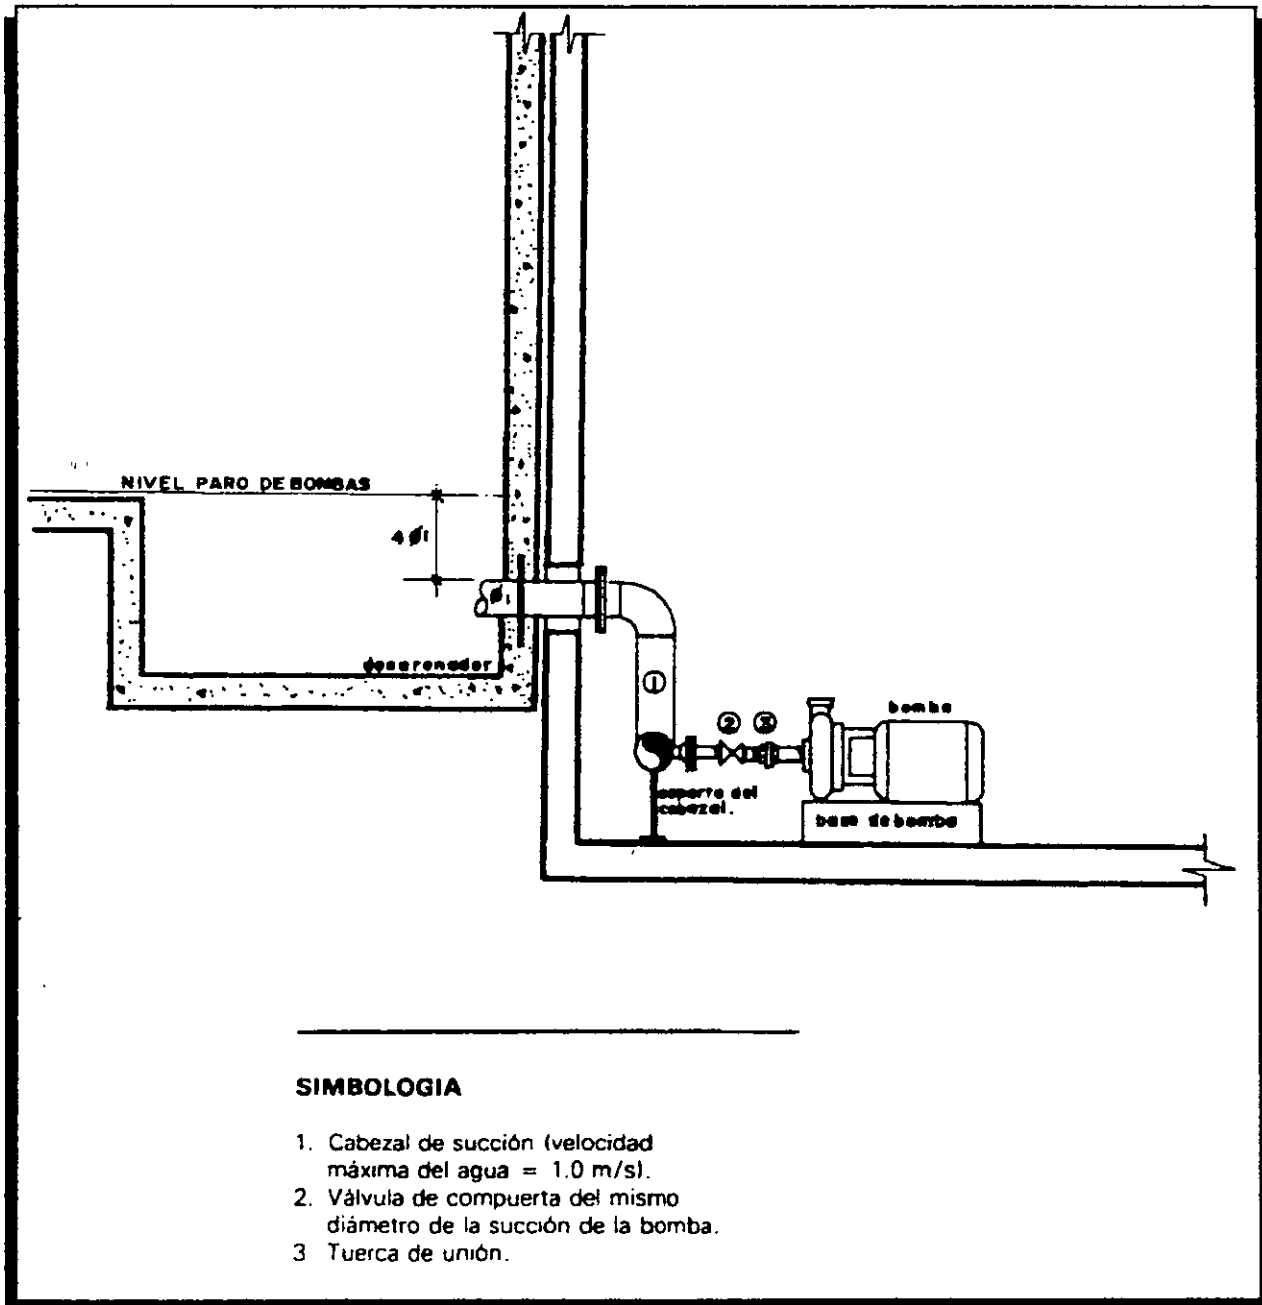 NIVEL PARO DE BOMBAS
4 ø1
ø1
desarenador
1
2
3
bomba
soporte del
cabezal.
base de bomba
SIMBOLOGIA
1. Cabezal de succión (velocidad
máxima del agua = 1.0 m/s).
2. Válvula de compuerta del mismo
diámetro de la succión de la bomba.
3 Tuerca de unión.